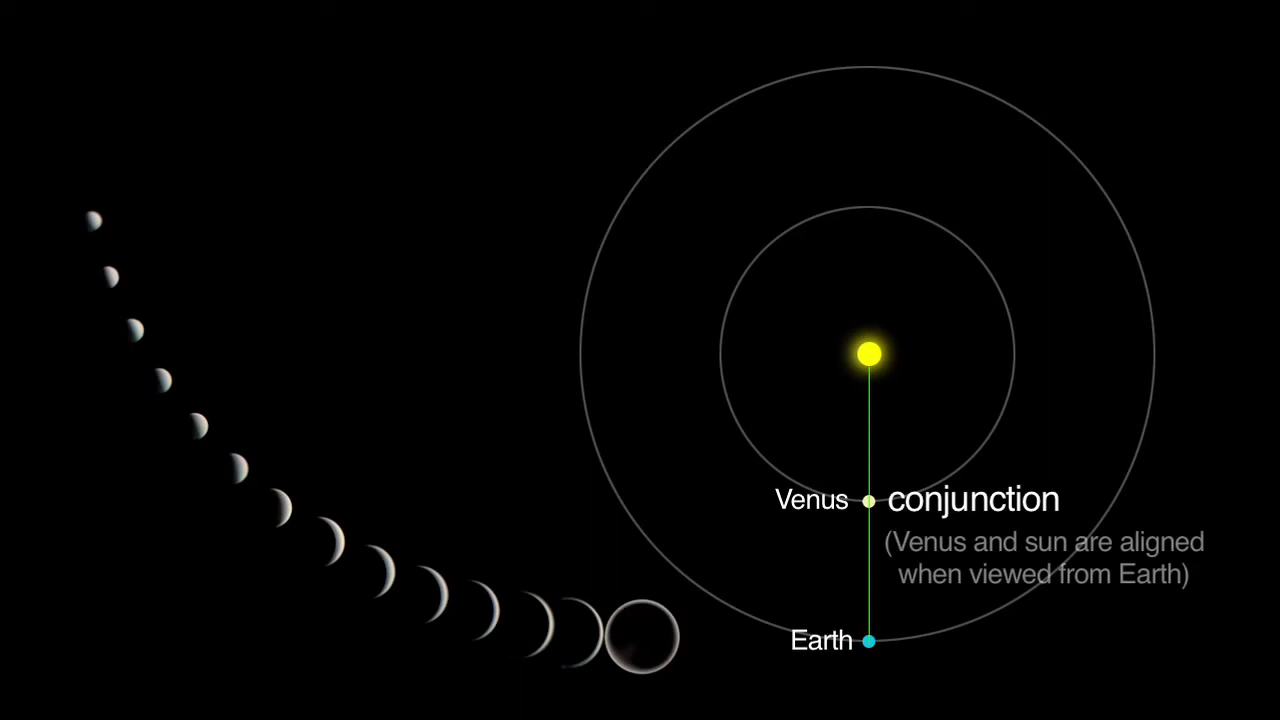 Venus
conjunction
(Venus and sun are aligned
when viewed from Earth)
Earth